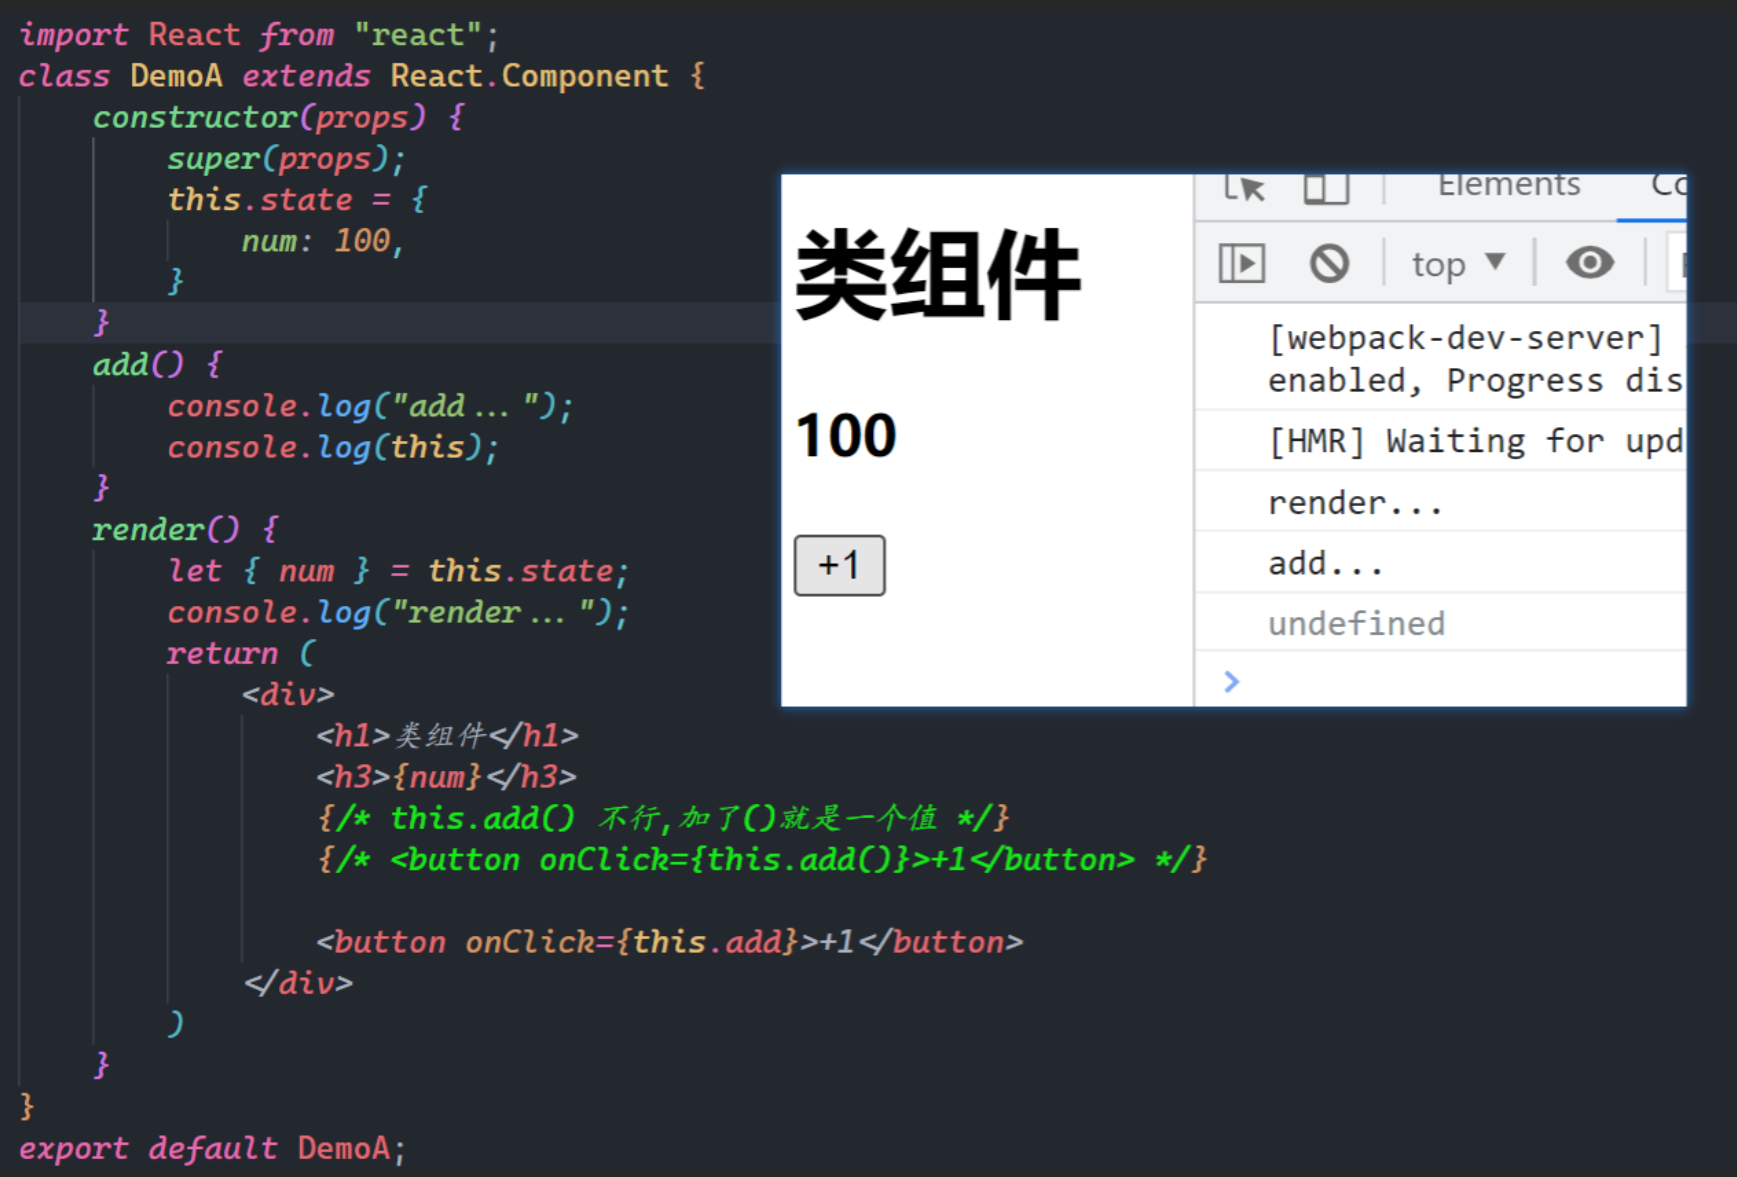 import React from "react";
class DemoA extends React.Component {
constructor(props) {
super(props);
this.state = {
num: 100,
}
}
add() {
console.log("add...");
console.log(this);
}
render() {
let { num } = this.state;
console.log("render...");
return (
<div>
<h1>类组件</h1>
<h3>{num}</h3>
{/* this.add() 不行,加了()就是一个值 */}
{/* <button onClick={this.add()}>+1</button> */}
<button onClick={this.add}>+1</button>
</div>
)
}
}
export default DemoA;
类组件
100
+1
Elements
top
[webpack-dev-server]
enabled, Progress dis
[HMR] Waiting for upd
render...
add...
undefined